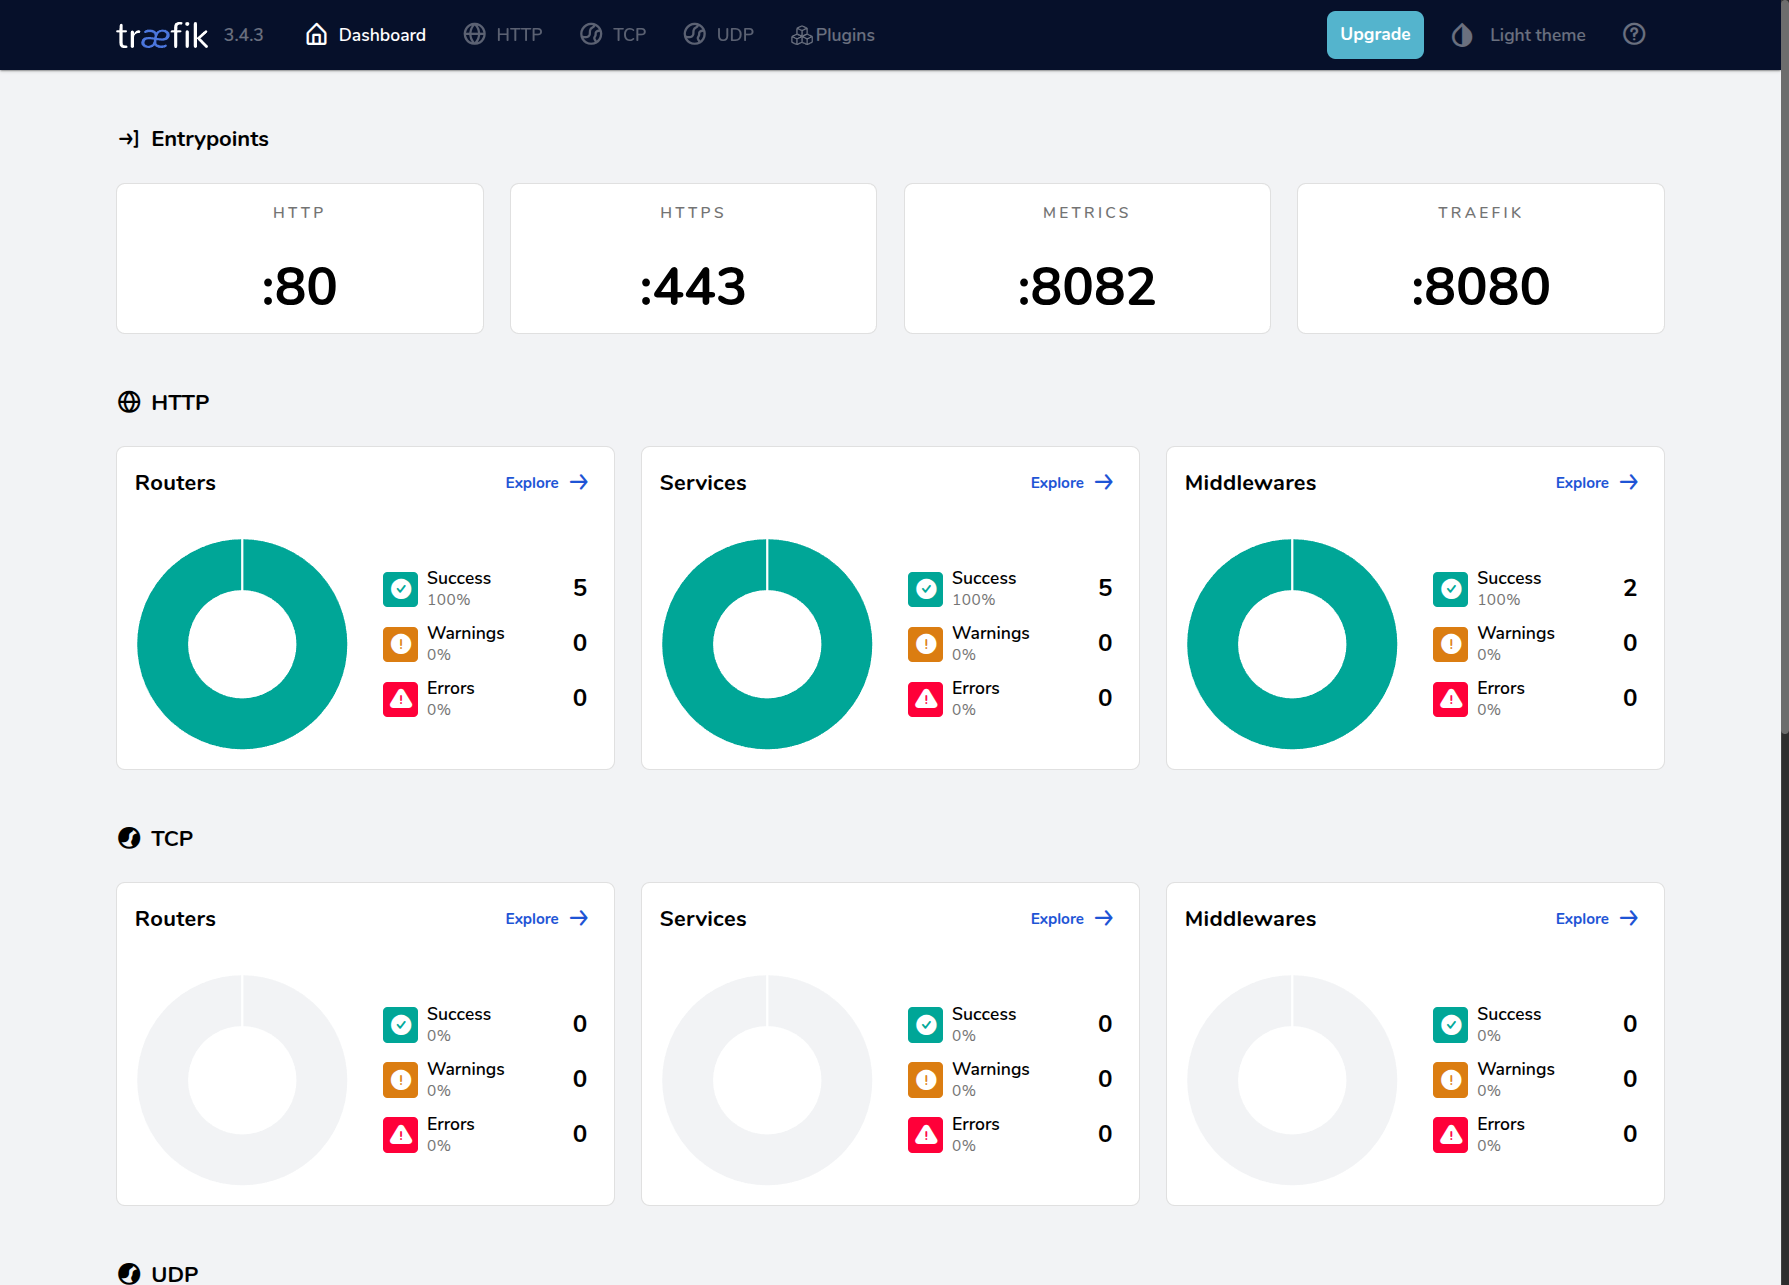 træfik 3.4.3 Dashboard HTTP TCP UDP Plugins Upgrade Light theme
Entrypoints
HTTP HTTPS METRICS TRAEFIK
:80 :443 :8082 :8080
HTTP
Routers Explore
Success 5
100%
Warnings 0
0%
Errors 0
0%
Services Explore
Success 5
100%
Warnings 0
0%
Errors 0
0%
Middlewares Explore
Success 2
100%
Warnings 0
0%
Errors 0
0%
TCP
Routers Explore
Success 0
0%
Warnings 0
0%
Errors 0
0%
Services Explore
Success 0
0%
Warnings 0
0%
Errors 0
0%
Middlewares Explore
Success 0
0%
Warnings 0
0%
Errors 0
0%
UDP